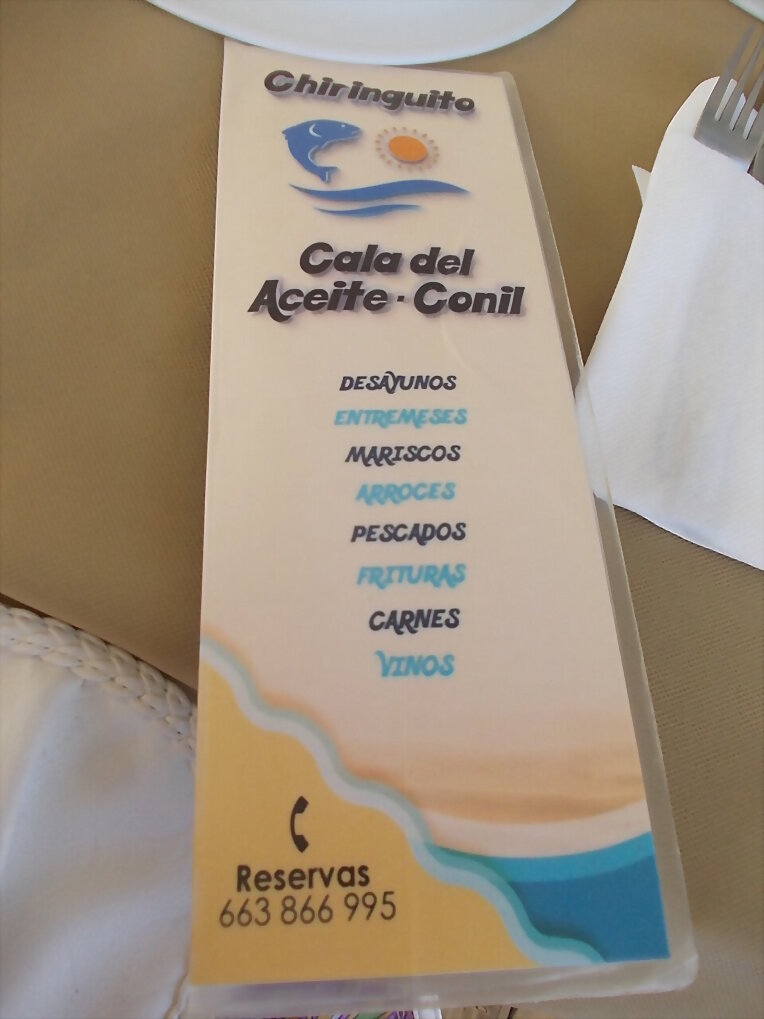 Chiringuito
Cala del
Aceite · Conil
DESAYUNOS
ENTREMESES
MARISCOS
ARROCES
PESCADOS
FRITURAS
CARNES
VINOS
Reservas
663 866 995